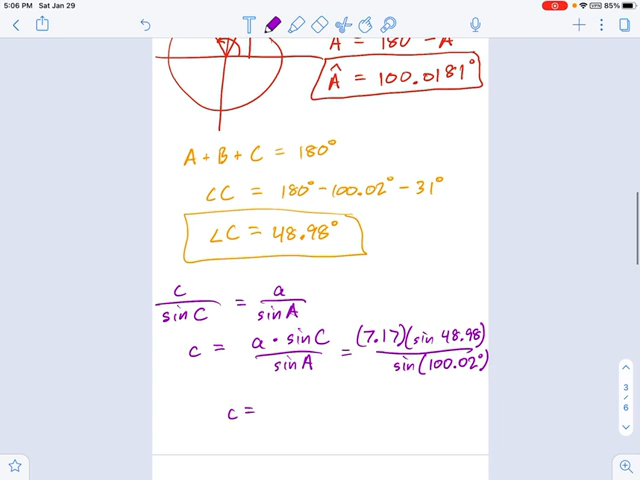 5:06 PM Sat Jan 29
85%
A = 180 - A
Â = 100.0181°
A + B + C = 180°
∠C = 180° - 100.02° - 31°
∠C = 48.98°
c/sin C = a/sin A
c = a · sin C/sin A = (7.17)(sin 48.98)/sin(100.02°)
c =
3
/
6